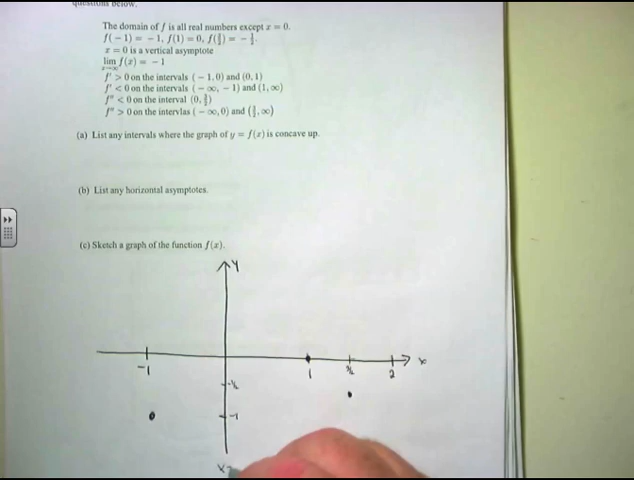 questions below.
The domain of f is all real numbers except x = 0.
f(−1) = −1, f(1) = 0, f(3/2) = −
x = 0 is a vertical asymptote
lim x→∞ f(x) = −1
f′ > 0 on the intervals (−1, 0) and (0, 1)
f′ < 0 on the intervals (−∞, −1) and (1, ∞)
f″ < 0 on the interval (0, 3/2)
f″ > 0 on the intervlas (−∞, 0) and (3/2, ∞)
(a) List any intervals where the graph of y = f(x) is concave up.
(b) List any horizontal asymptotes.
(c) Sketch a graph of the function f(x).
y
x
-1 1 3/2 2
-1/2
-1
x=